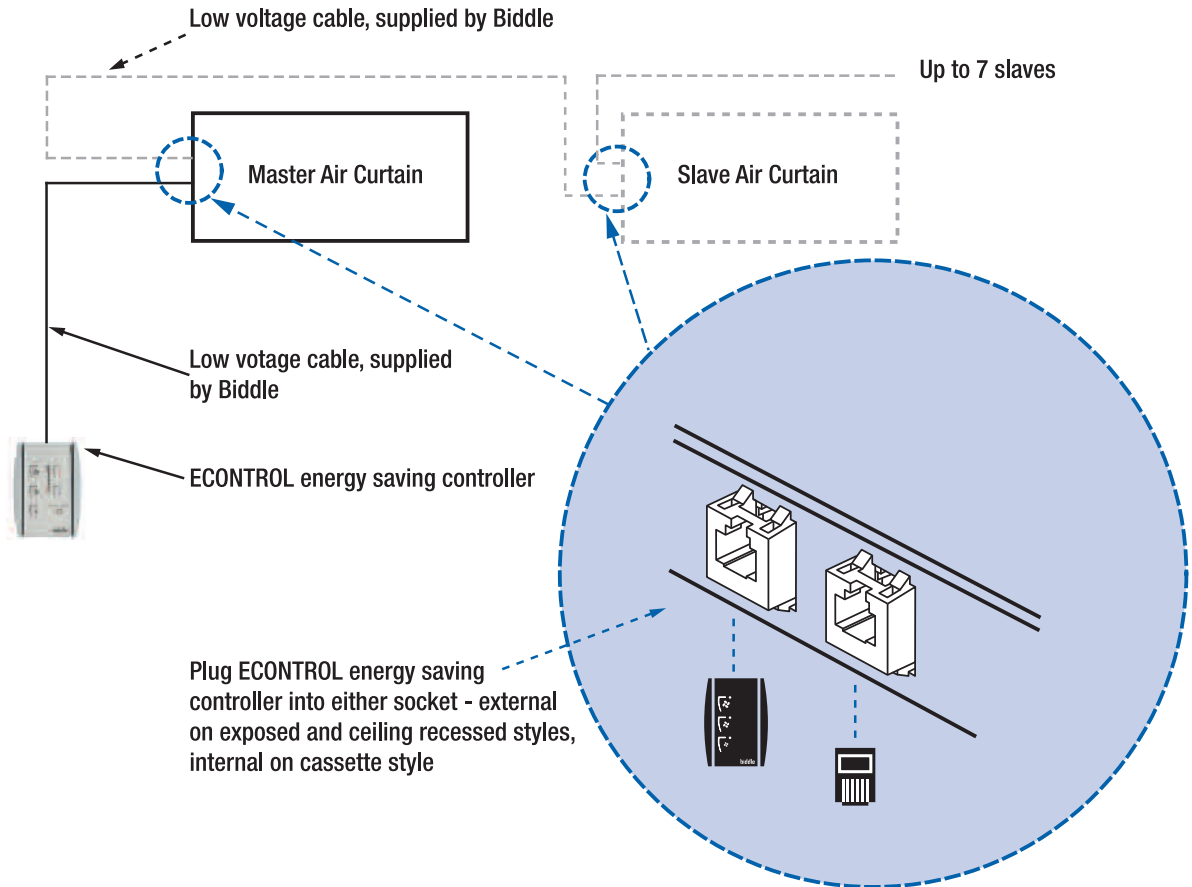 Low voltage cable, supplied by Biddle
Up to 7 slaves
Master Air Curtain
Slave Air Curtain
Low votage cable, supplied
by Biddle
ECONTROL energy saving controller
Plug ECONTROL energy saving
controller into either socket - external
on exposed and ceiling recessed styles,
internal on cassette style
biddle